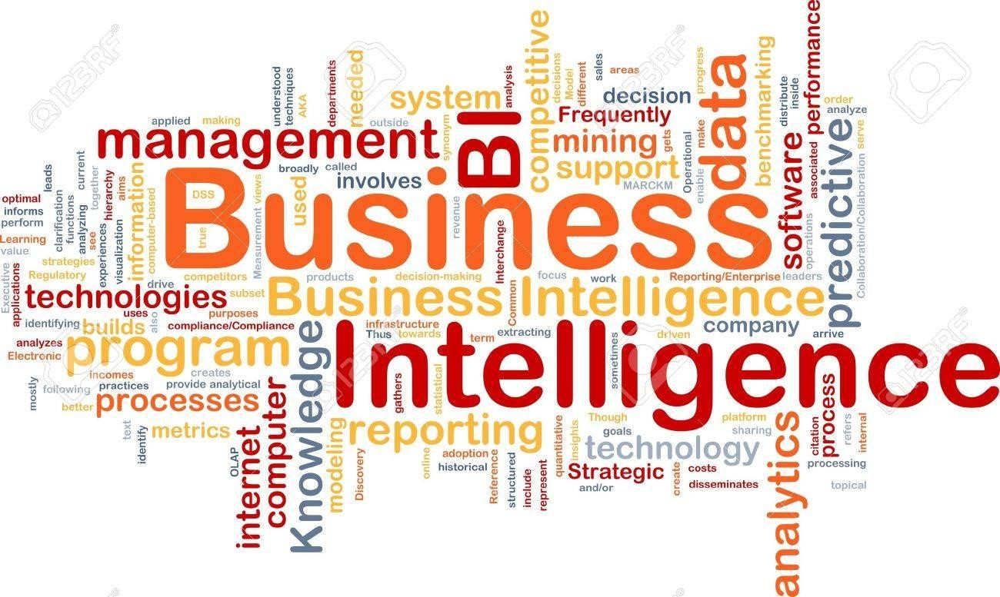 Business
Intelligence
Business Intelligence
BI
management
data
system
competitive
needed
departments
AKA
techniques
understood
applied
making
outside
synonym
analysis
decisions
Model
different
sales
areas
decision
Frequently
mining
support
MARCKM
gets
Operational
make
enable
progress
benchmarking
distribute
inside
performance
associated
software
operations
order
analyze
serve
predictive
Collaboration/Collaboration
broadly
called
involves
used
views
Measurement
DSS
true
revenue
Interchange
information
computer-based
aims
hierarchy
visualization
experiences
current
together
see
analyzing
functions
clarification
leads
optimal
informs
perform
Learning
value
strategies
Regulatory
Executive
applications
technologies
drive
competitors
subset
products
decision-making
focus
work
Reporting/Enterprise
leaders
Common
identifying
uses
also
purposes
builds
compliance/Compliance
infrastructure
Thus
towards
term
extracting
sometimes
driven
company
arrive
analyzes
Electronic
program
incomes
creates
practices
provide analytical
mostly
following
better
processes
text
identify
metrics
OLAP
internet
computer
Knowledge
modeling
reporting
gathers
statistical
Discovery
online
adoption
historical
Reference
structured
include
represent
quantitative
insights
Though
goals
technology
Strategic
and/or
create
costs
disseminates
platform
sharing
analytics
citation
process
refers
internal
processing
topical
123RF